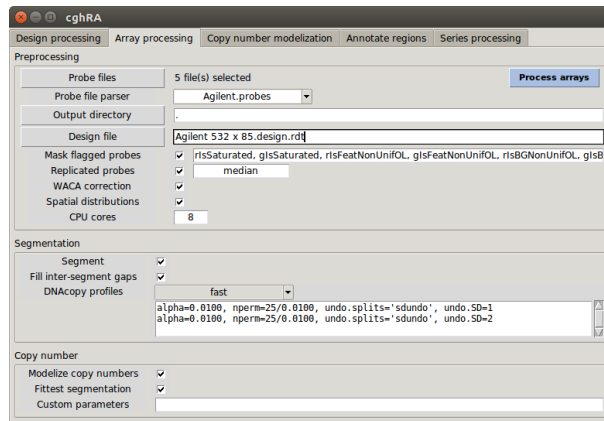 cghRA
Design processing Array processing Copy number modelization Annotate regions Series processing
Preprocessing
Probe files 5 file(s) selected Process arrays
Probe file parser Agilent.probes
Output directory .
Design file Agilent 532 x 85.design.rdt
Mask flagged probes rIsSaturated, gIsSaturated, rIsFeatNonUnifOL, gIsFeatNonUnifOL, rIsBGNonUnifOL, gIsB
Replicated probes median
WACA correction
Spatial distributions
CPU cores 8
Segmentation
Segment
Fill inter-segment gaps
DNAcopy profiles fast
alpha=0.0100, nperm=25/0.0100, undo.splits='sdundo', undo.SD=1
alpha=0.0100, nperm=25/0.0100, undo.splits='sdundo', undo.SD=2
Copy number
Modelize copy numbers
Fittest segmentation
Custom parameters